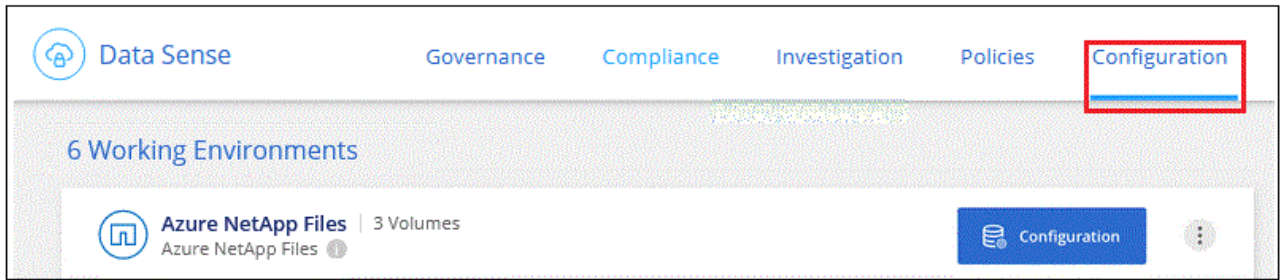 Data Sense Governance Compliance Investigation Policies Configuration
6 Working Environments
Azure NetApp Files | 3 Volumes
Azure NetApp Files
Configuration